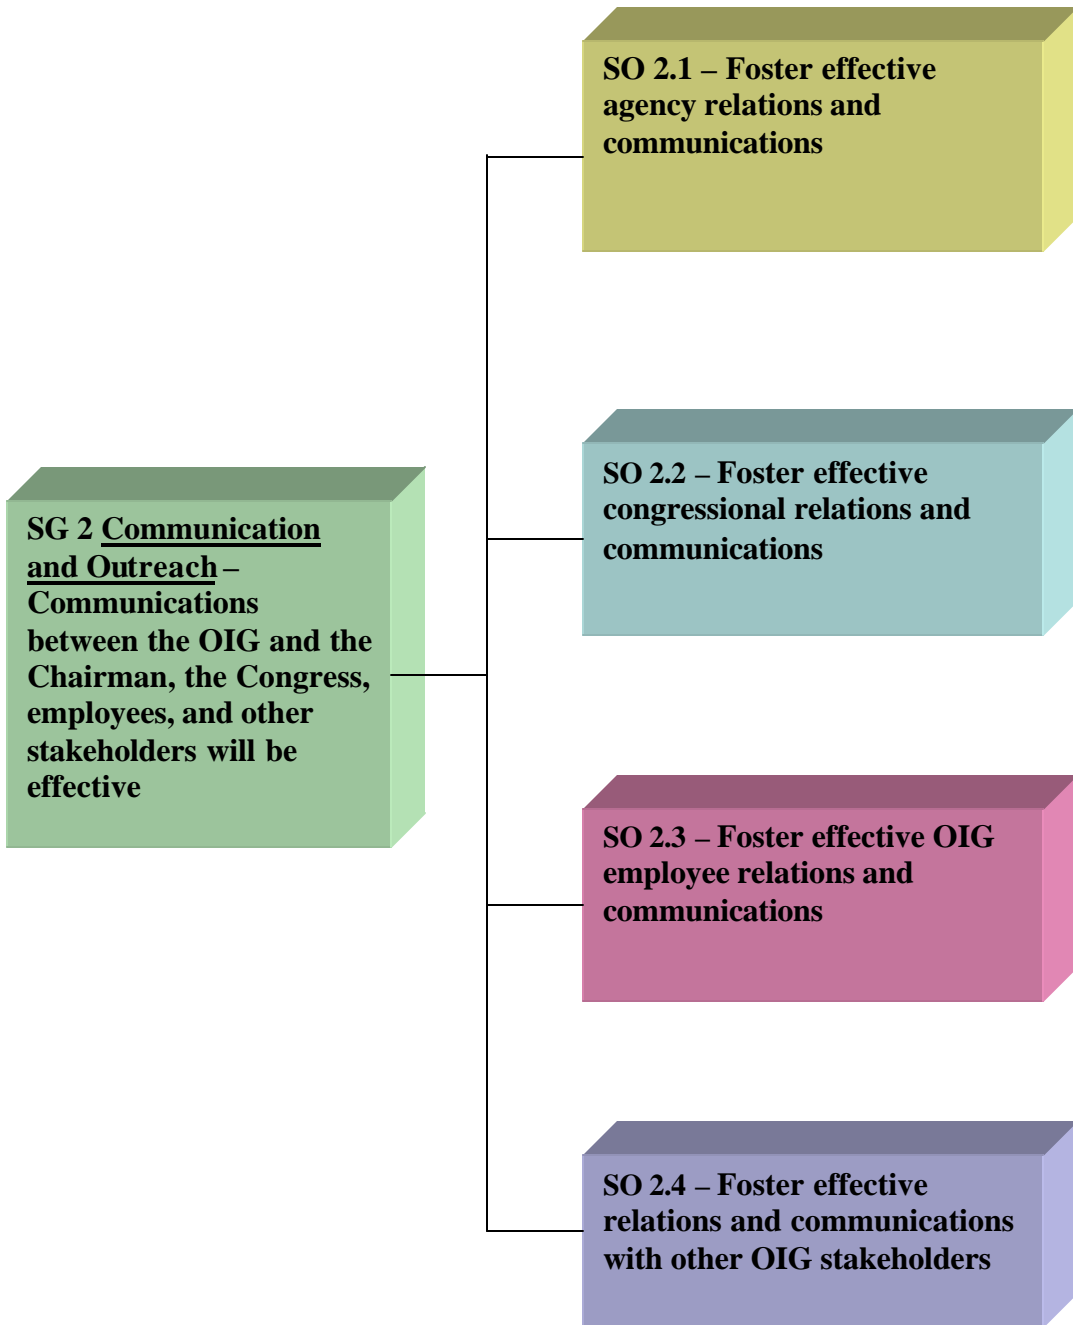 SO 2.1 – Foster effective
agency relations and
communications
SO 2.2 – Foster effective
congressional relations and
communications
SG 2 Communication
and Outreach –
Communications
between the OIG and the
Chairman, the Congress,
employees, and other
stakeholders will be
effective
SO 2.3 – Foster effective OIG
employee relations and
communications
SO 2.4 – Foster effective
relations and communications
with other OIG stakeholders